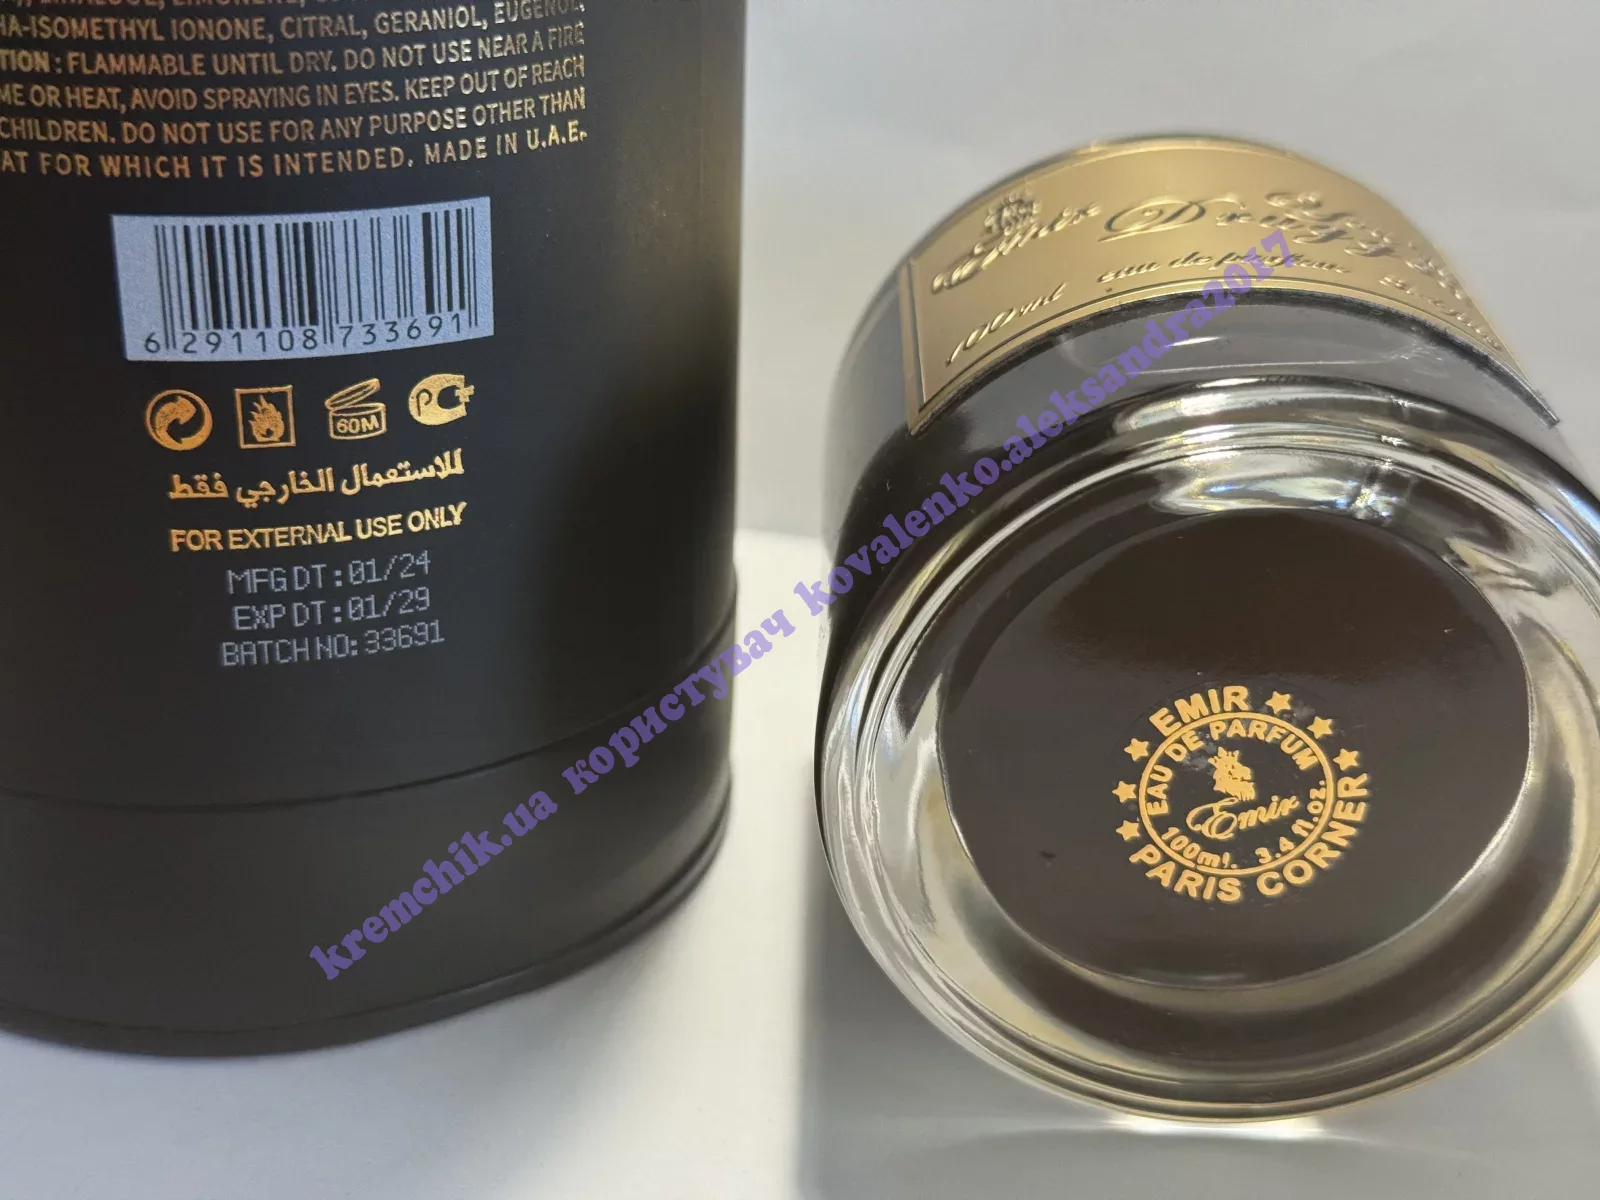 HA-ISOMETHYL IONONE, CITRAL, GERANIOL, EUGENOL,
TION : FLAMMABLE UNTIL DRY. DO NOT USE NEAR A FIRE
ME OR HEAT, AVOID SPRAYING IN EYES. KEEP OUT OF REACH
CHILDREN. DO NOT USE FOR ANY PURPOSE OTHER THAN
AT FOR WHICH IT IS INTENDED. MADE IN U.A.E.
6 291108 733691
60M
للاستعمال الخارجي فقط
FOR EXTERNAL USE ONLY
MFG DT : 01/24
EXP DT : 01/29
BATCH NO: 33691
Emir
100ml eau de parfum
EMIR
EAU DE PARFUM
Emir
100ml. 3.4 fl.oz.
PARIS CORNER
kremchik.ua користувач kovalenko.aleksandra2017